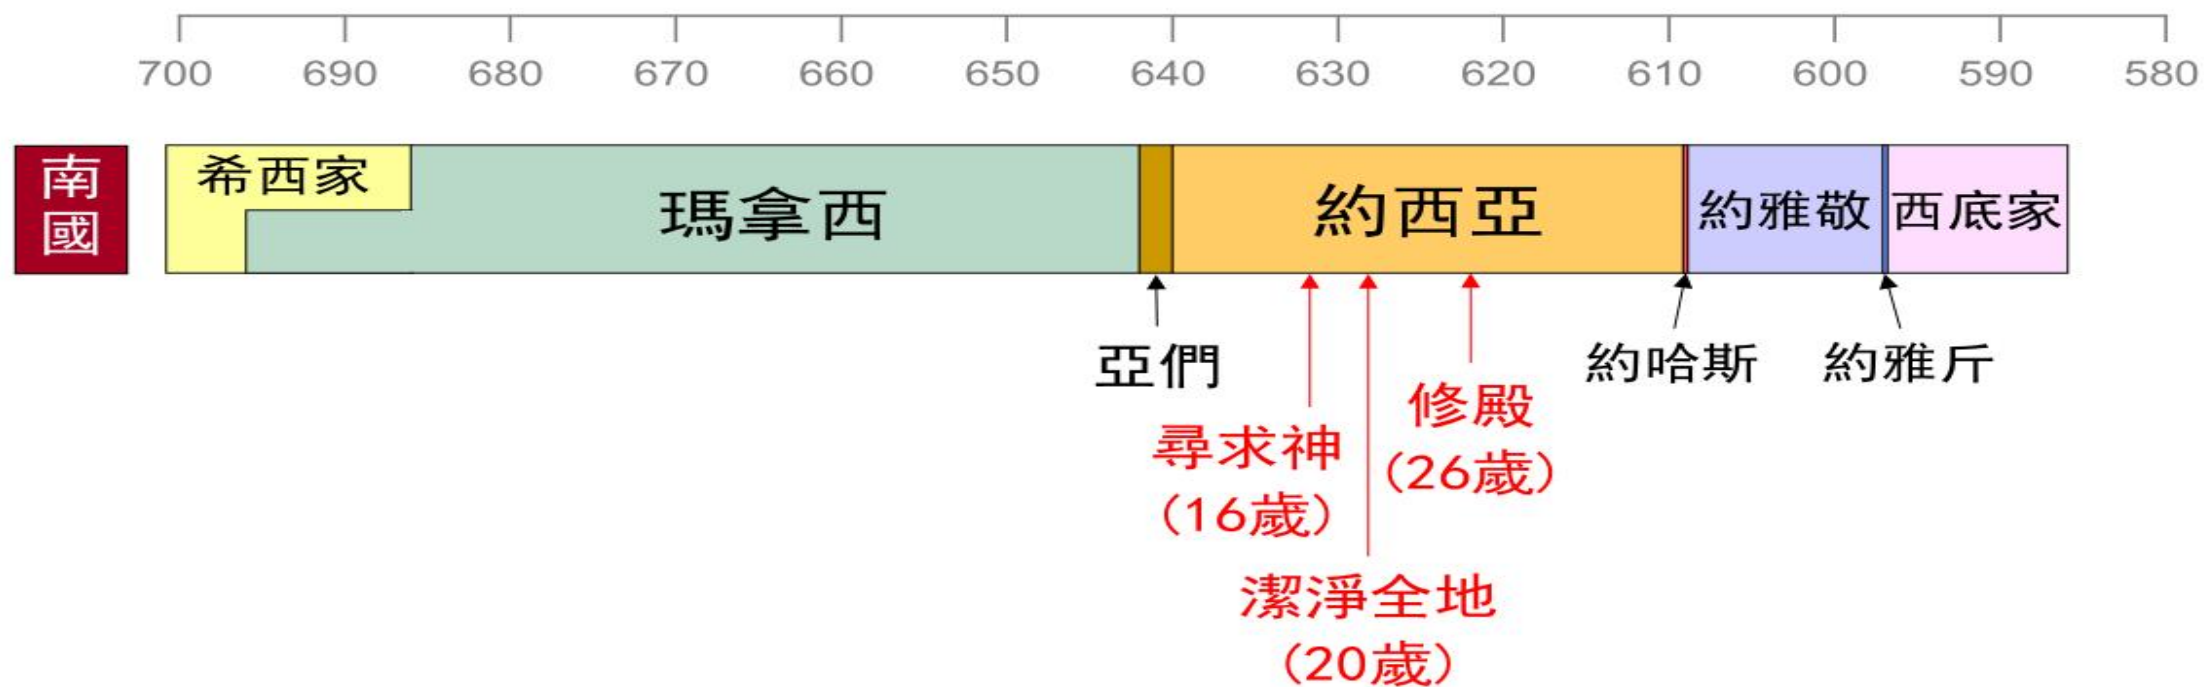 700 690 680 670 660 650 640 630 620 610 600 590 580
南
國
希西家
瑪拿西
約西亞
約雅敬
西底家
亞們
約哈斯
約雅斤
修殿
(26歲)
尋求神
(16歲)
潔淨全地
(20歲)